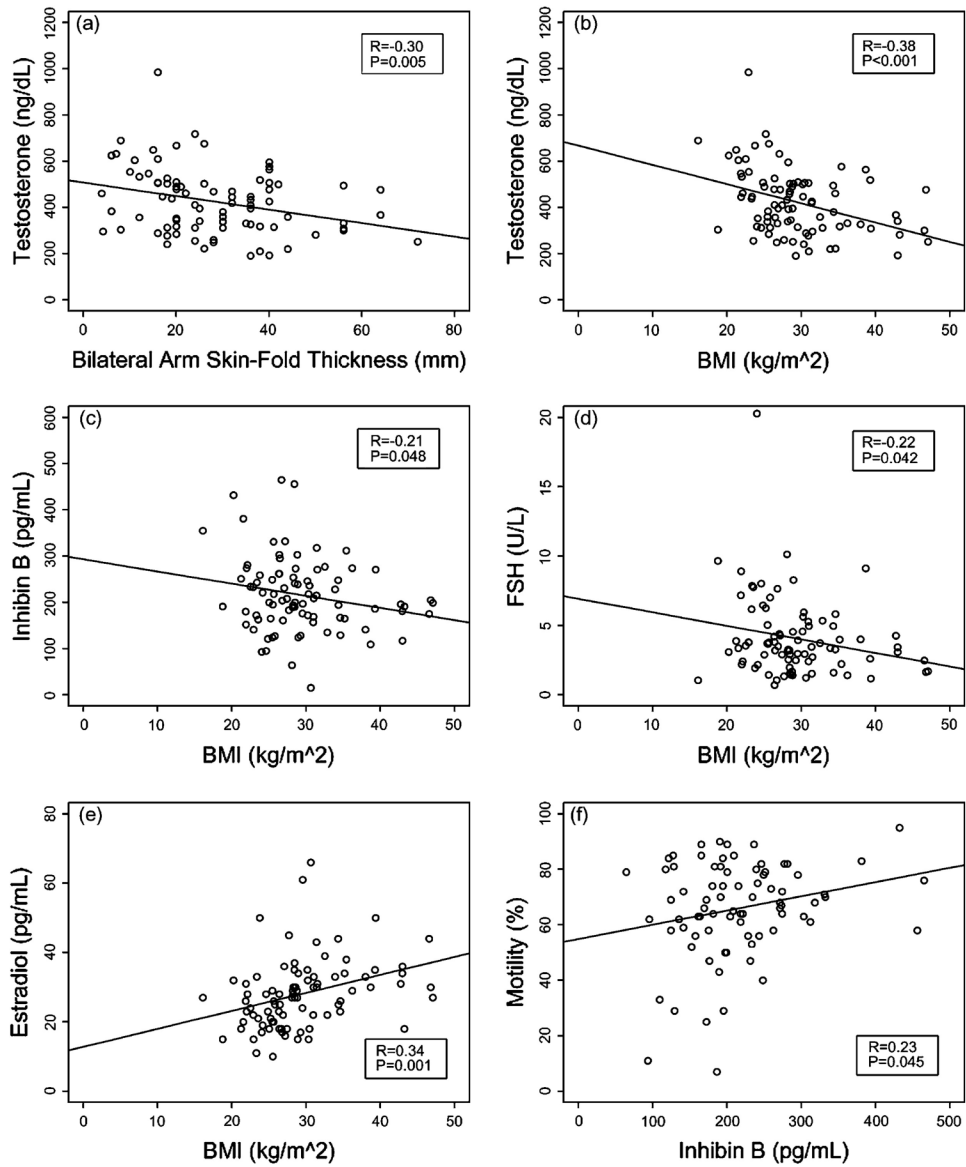 (a)
R=-0.30
P=0.005
Testosterone (ng/dL)
0 200 400 600 800 1000 1200
0 20 40 60 80
Bilateral Arm Skin-Fold Thickness (mm)
(b)
R=-0.38
P<0.001
Testosterone (ng/dL)
0 200 400 600 800 1000 1200
0 10 20 30 40 50
BMI (kg/m^2)
(c)
R=-0.21
P=0.048
Inhibin B (pg/mL)
0 100 200 300 400 500 600
0 10 20 30 40 50
BMI (kg/m^2)
(d)
R=-0.22
P=0.042
FSH (U/L)
0 5 10 15 20
0 10 20 30 40 50
BMI (kg/m^2)
(e)
R=0.34
P=0.001
Estradiol (pg/mL)
0 20 40 60 80
0 10 20 30 40 50
BMI (kg/m^2)
(f)
R=0.23
P=0.045
Motility (%)
0 20 40 60 80 100
100 200 300 400 500
Inhibin B (pg/mL)